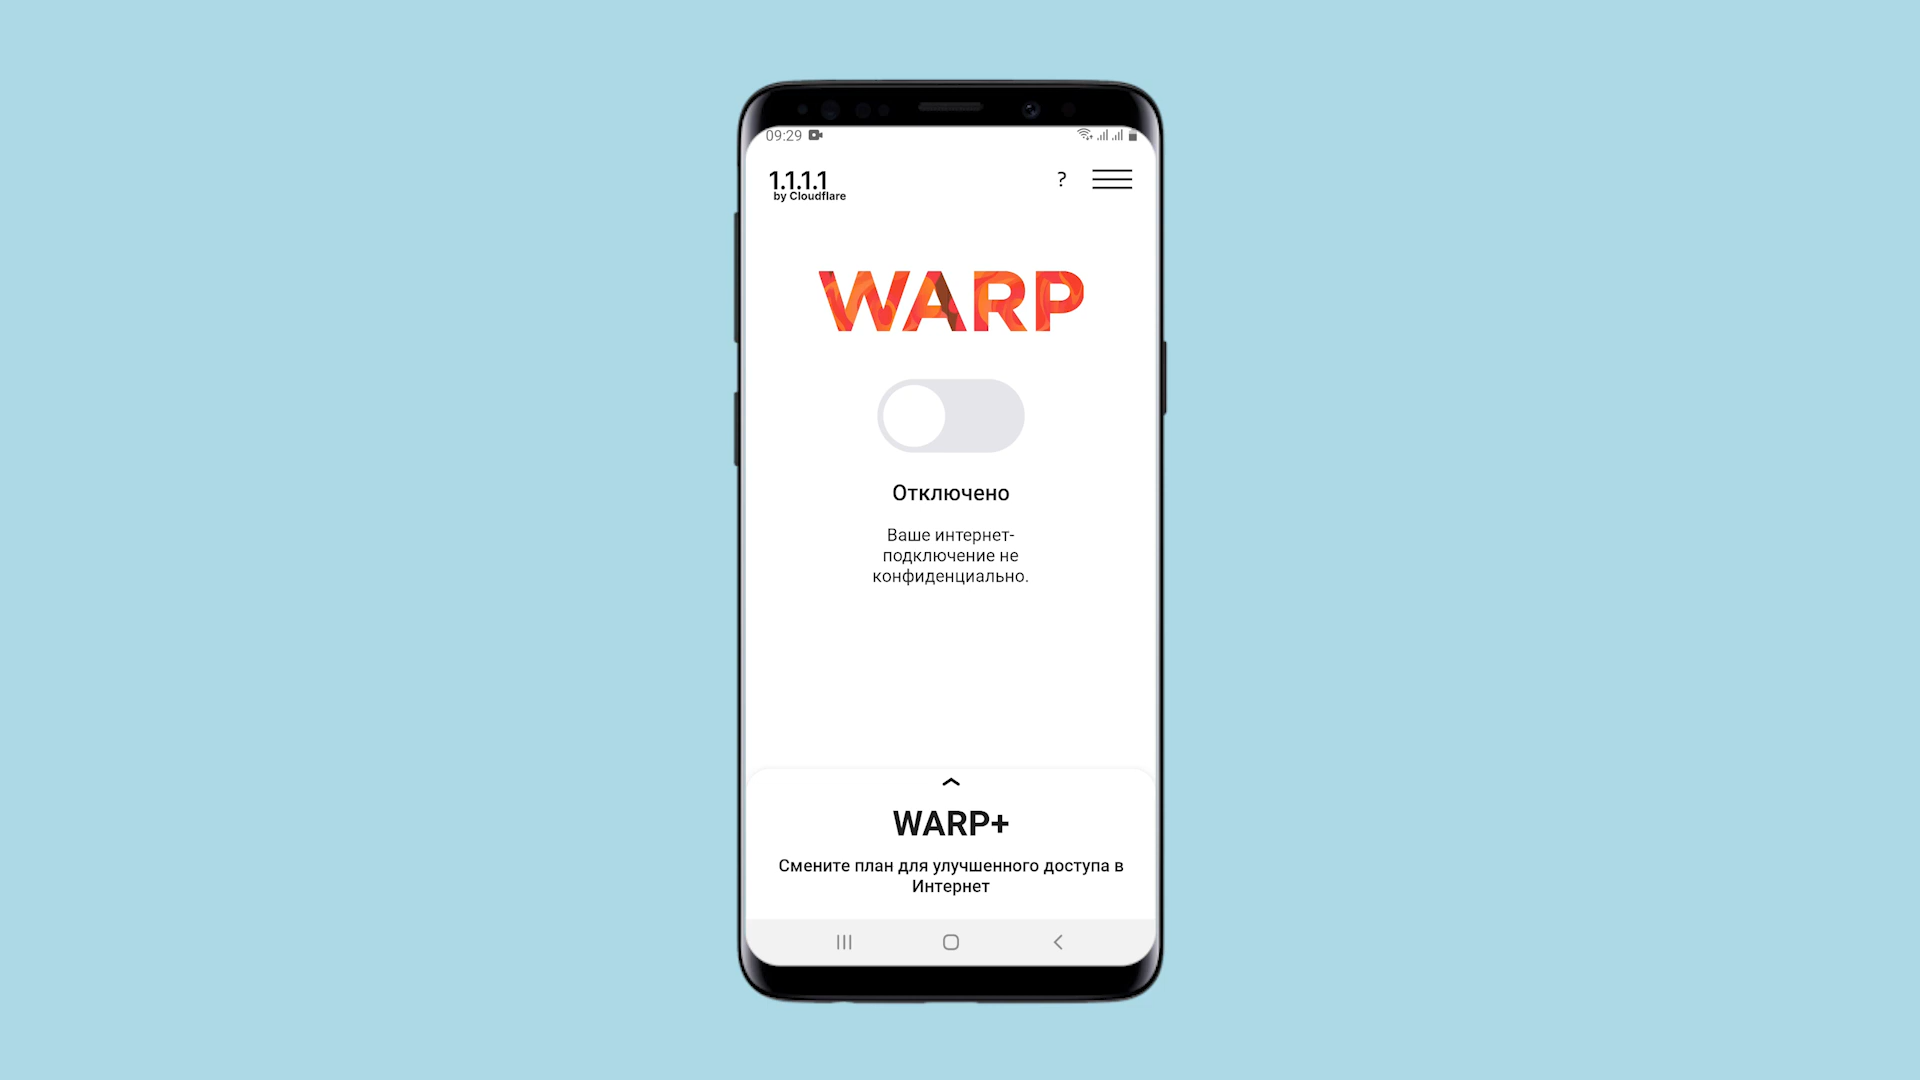 09:29
1.1.1.1
by Cloudflare
?
WARP
Отключено
Ваше интернет-
подключение не
конфиденциально.
WARP+
Смените план для улучшенного доступа в
Интернет